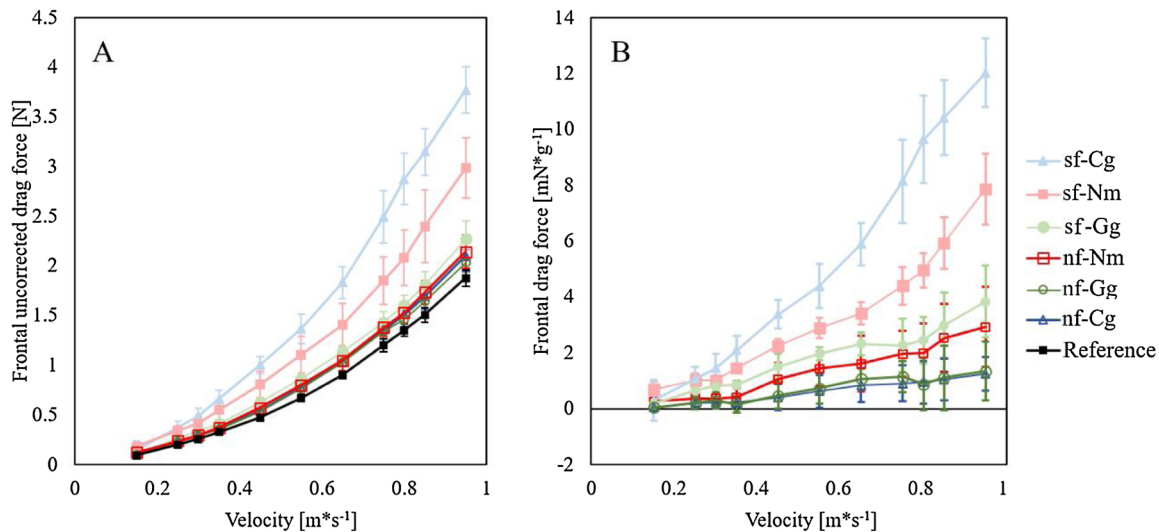 Frontal uncorrected drag force [N]
4.5
4
3.5
3
2.5
2
1.5
1
0.5
0
A
0
0.2
0.4
0.6
0.8
1
Velocity [m*s⁻¹]
Frontal drag force [mN*g⁻¹]
14
12
10
8
6
4
2
0
-2
B
0
0.2
0.4
0.6
0.8
1
Velocity [m*s⁻¹]
sf-Cg
sf-Nm
sf-Gg
nf-Nm
nf-Gg
nf-Cg
Reference